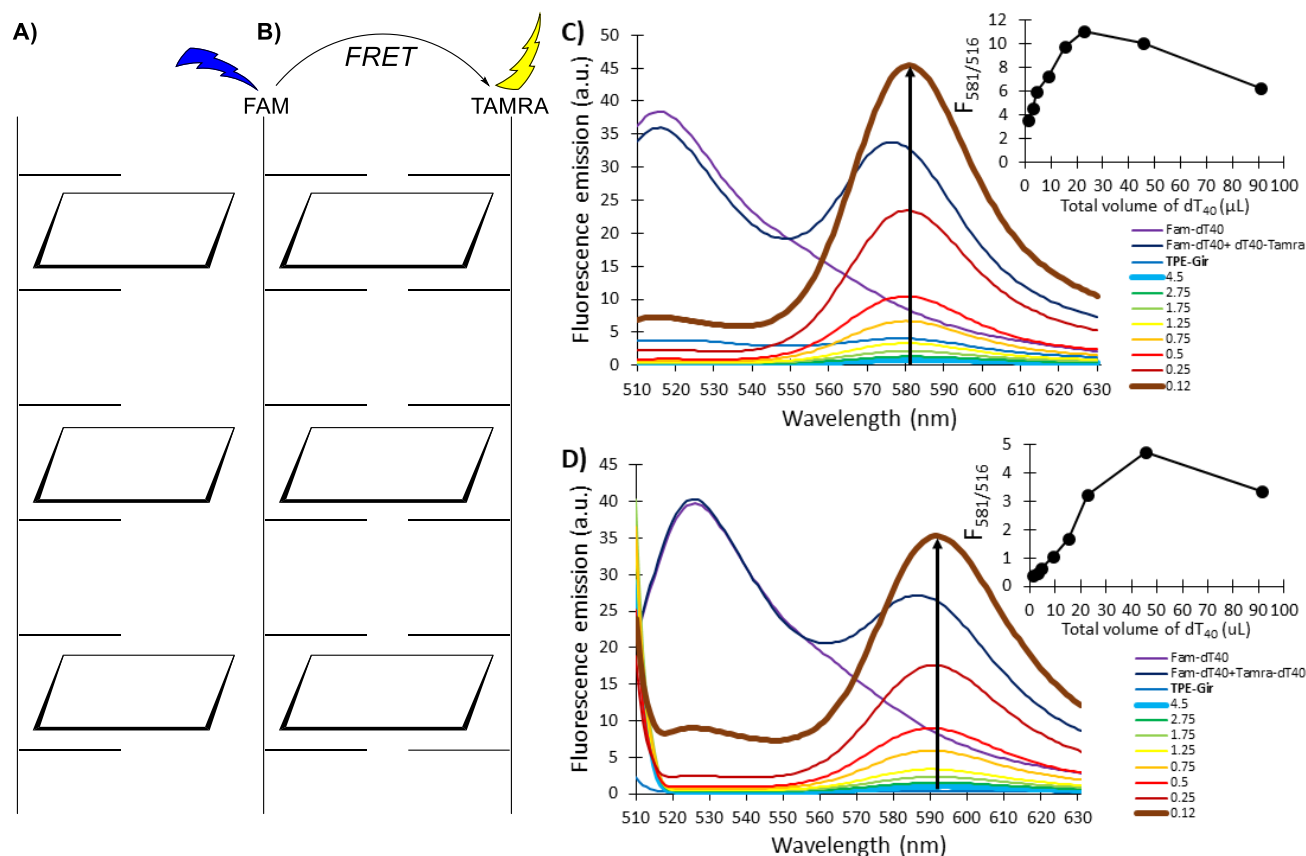 A)
B)
FRET
FAM
TAMRA
C)
Fluorescence emission (a.u.)
50
45
40
35
30
25
20
15
10
5
0
510 520 530 540 550 560 570 580 590 600 610 620 630
Wavelength (nm)
F581/516
12
10
8
6
4
2
0
0 10 20 30 40 50 60 70 80 90 100
Total volume of dT40 (µL)
Fam-dT40
Fam-dT40+ dT40-Tamra
TPE-Gir
4.5
2.75
1.75
1.25
0.75
0.5
0.25
0.12
D)
Fluorescence emission (a.u.)
45
40
35
30
25
20
15
10
5
0
510 520 530 540 550 560 570 580 590 600 610 620 630
Wavelength (nm)
F581/516
5
4
3
2
1
0
0 10 20 30 40 50 60 70 80 90 100
Total volume of dT40 (uL)
Fam-dT40
Fam-dT40+Tamra-dT40
TPE-Gir
4.5
2.75
1.75
1.25
0.75
0.5
0.25
0.12